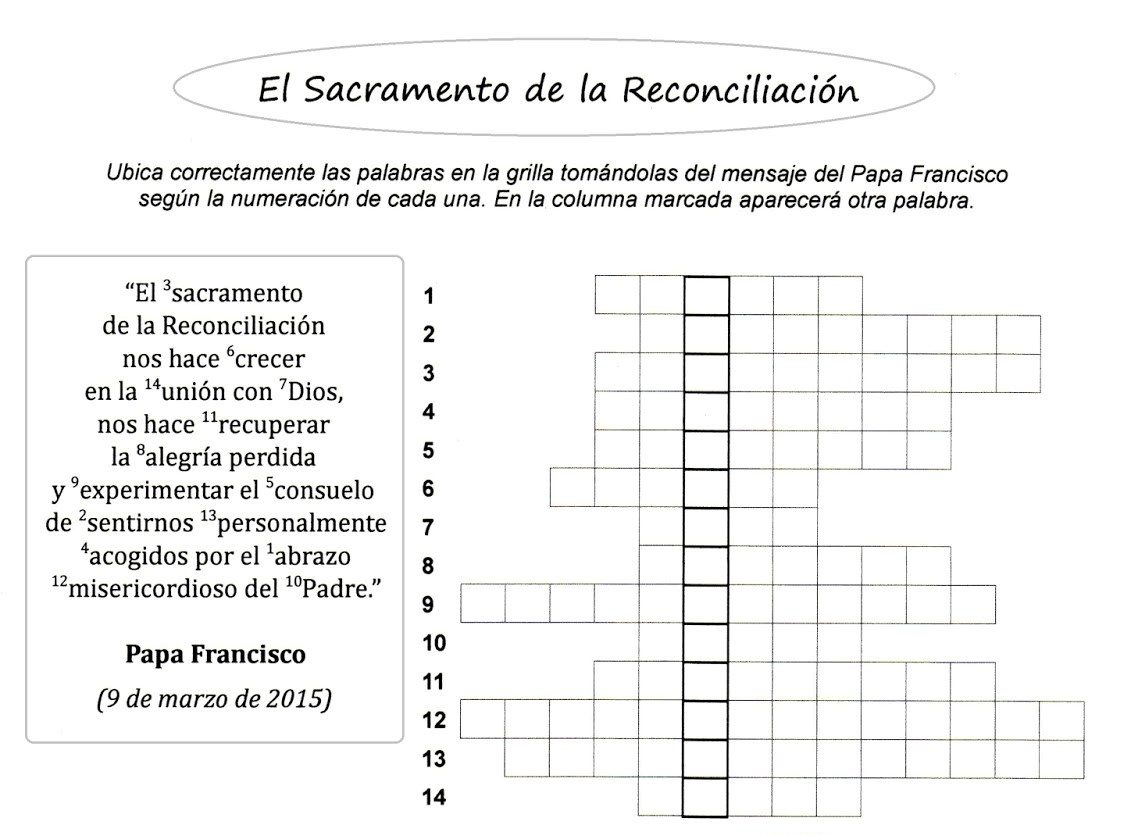 El Sacramento de la Reconciliación
Ubica correctamente las palabras en la grilla tomándolas del mensaje del Papa Francisco
según la numeración de cada una. En la columna marcada aparecerá otra palabra.
“El ³sacramento
de la Reconciliación
nos hace ⁶crecer
en la ¹⁴unión con ⁷Dios,
nos hace ¹¹recuperar
la ⁸alegría perdida
y ⁹experimentar el ⁵consuelo
de ²sentirnos ¹³personalmente
⁴acogidos por el ¹abrazo
¹²misericordioso del ¹⁰Padre.”
Papa Francisco
(9 de marzo de 2015)
1
2
3
4
5
6
7
8
9
10
11
12
13
14